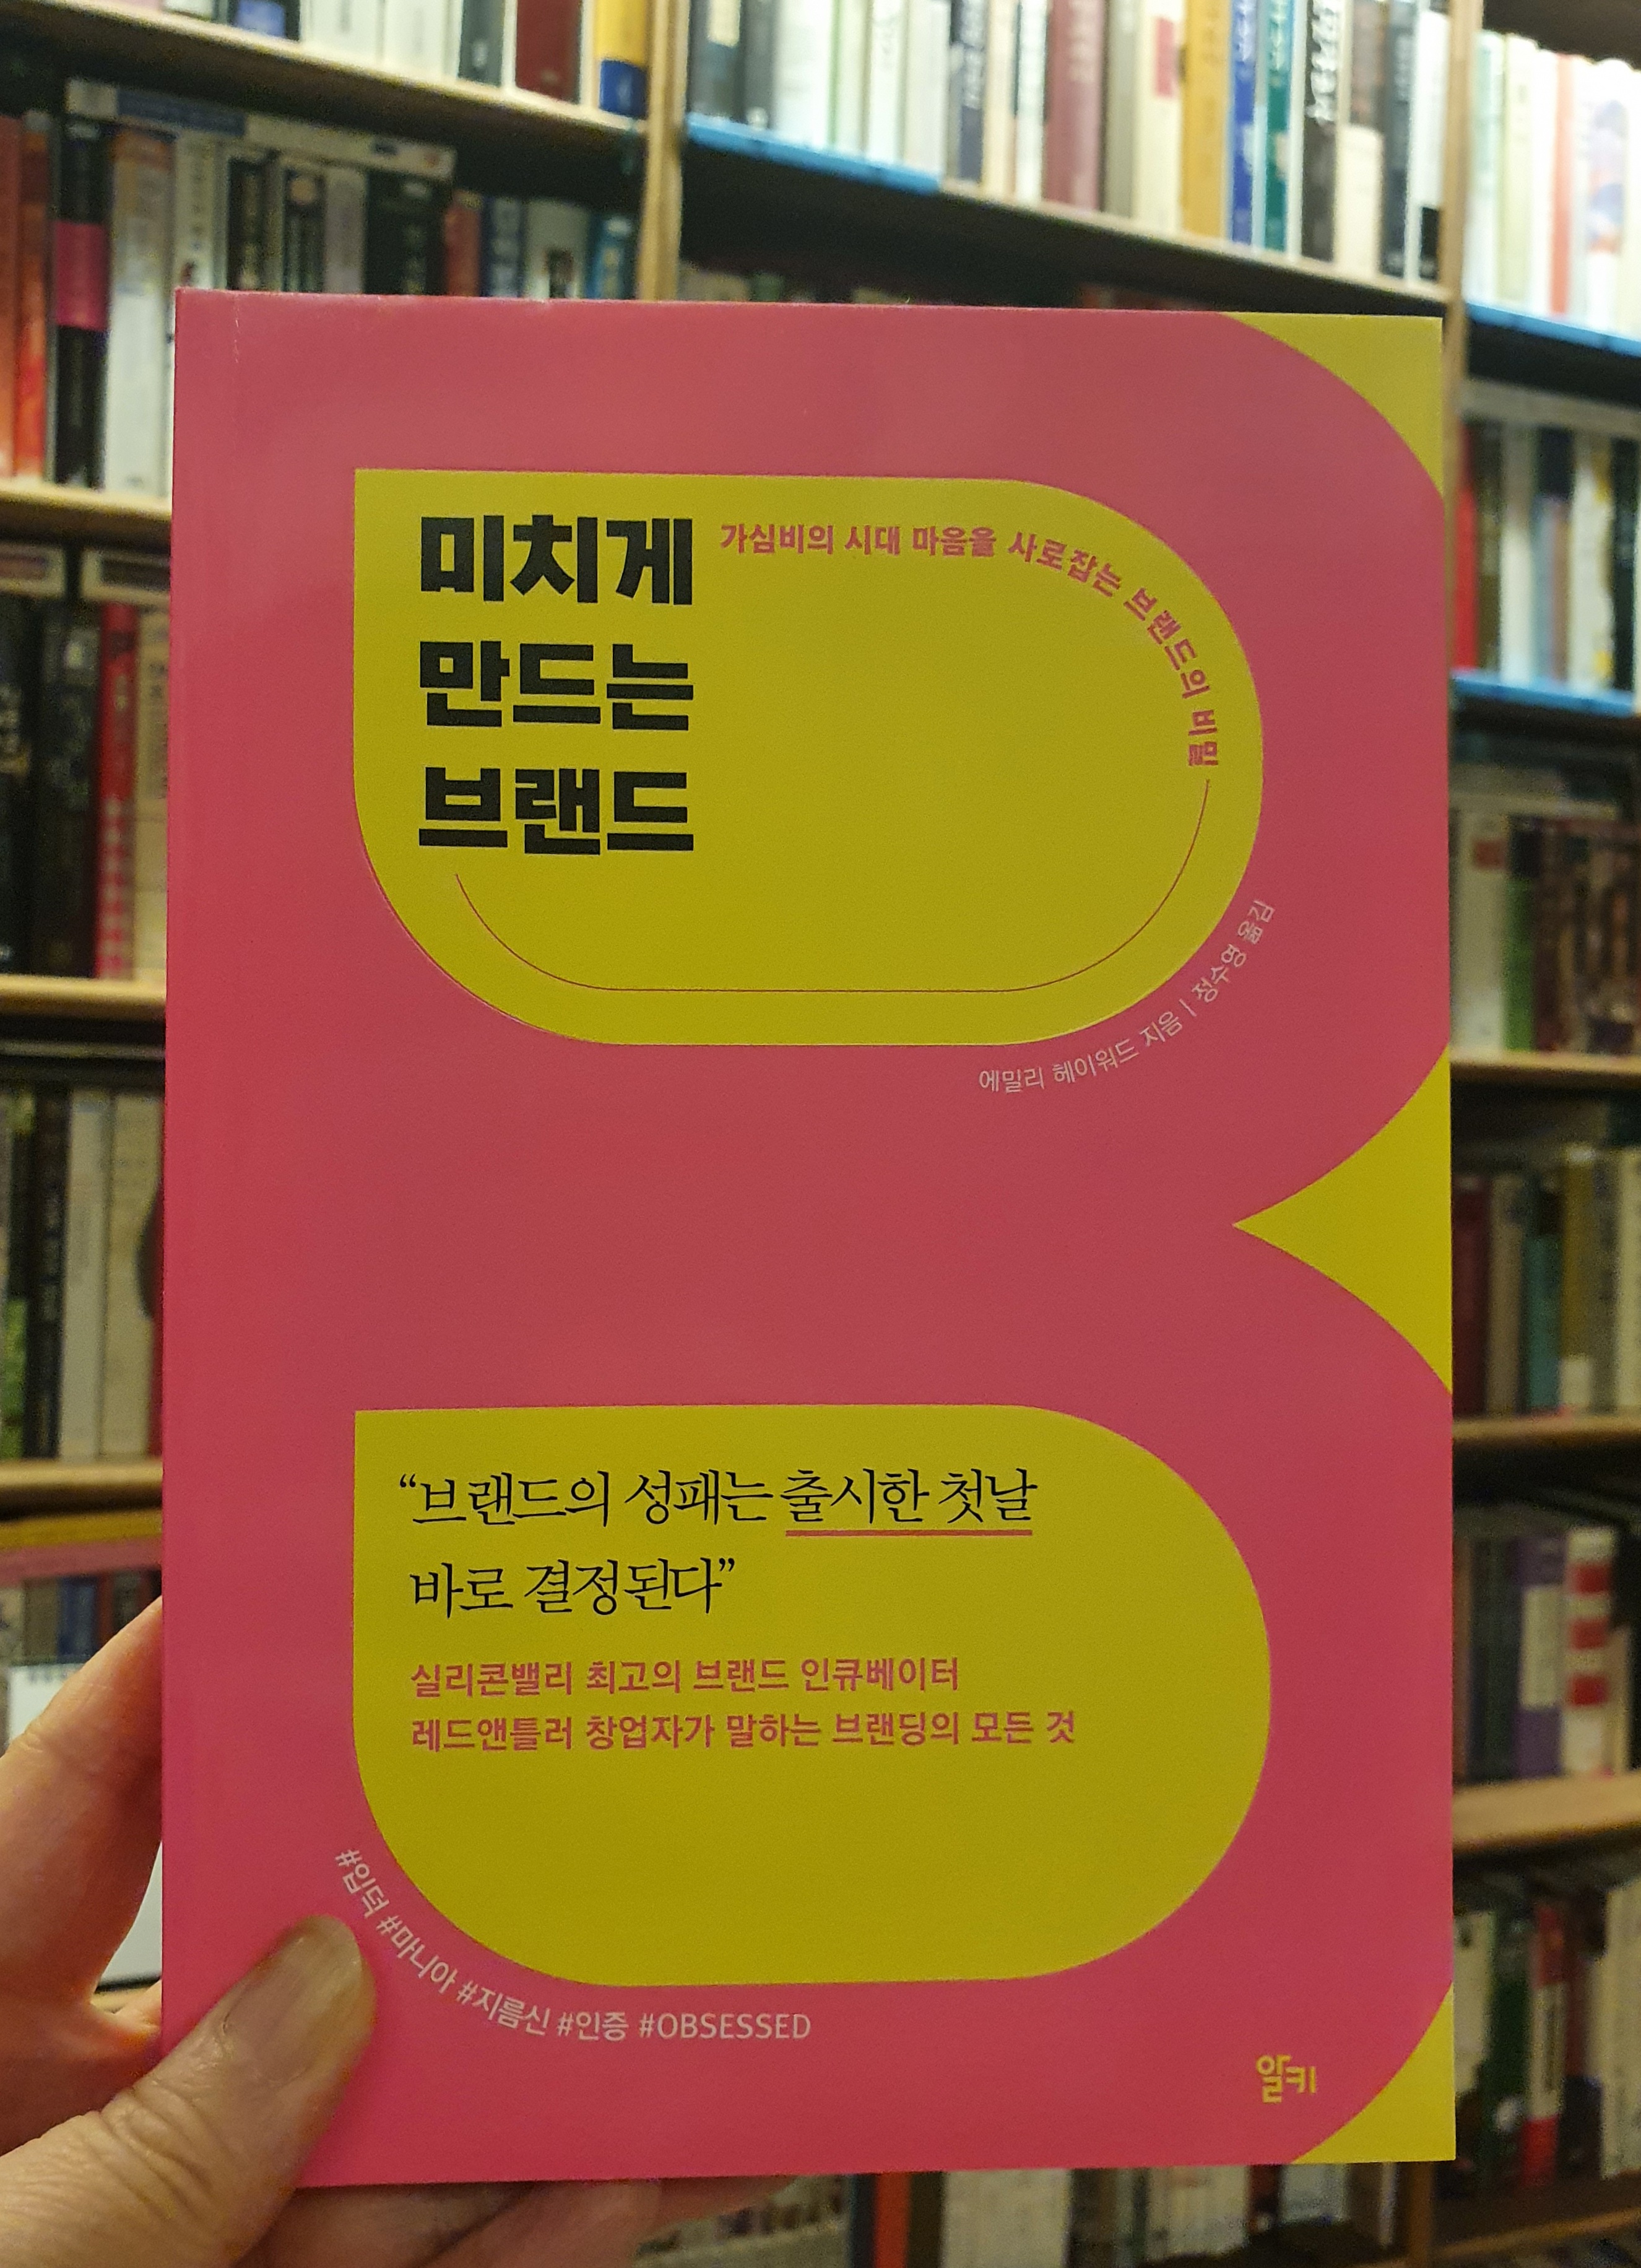 미치게
만드는
브랜드
가심비의 시대 마음을 사로잡는 브랜드의 비밀
에밀리 헤이워드 지음 | 정수영 옮김
“브랜드의 성패는 출시한 첫날
바로 결정된다”
실리콘밸리 최고의 브랜드 인큐베이터
레드앤틀러 창업자가 말하는 브랜딩의 모든 것
#입덕 #마니아 #지름신 #인증 #OBSESSED
알키